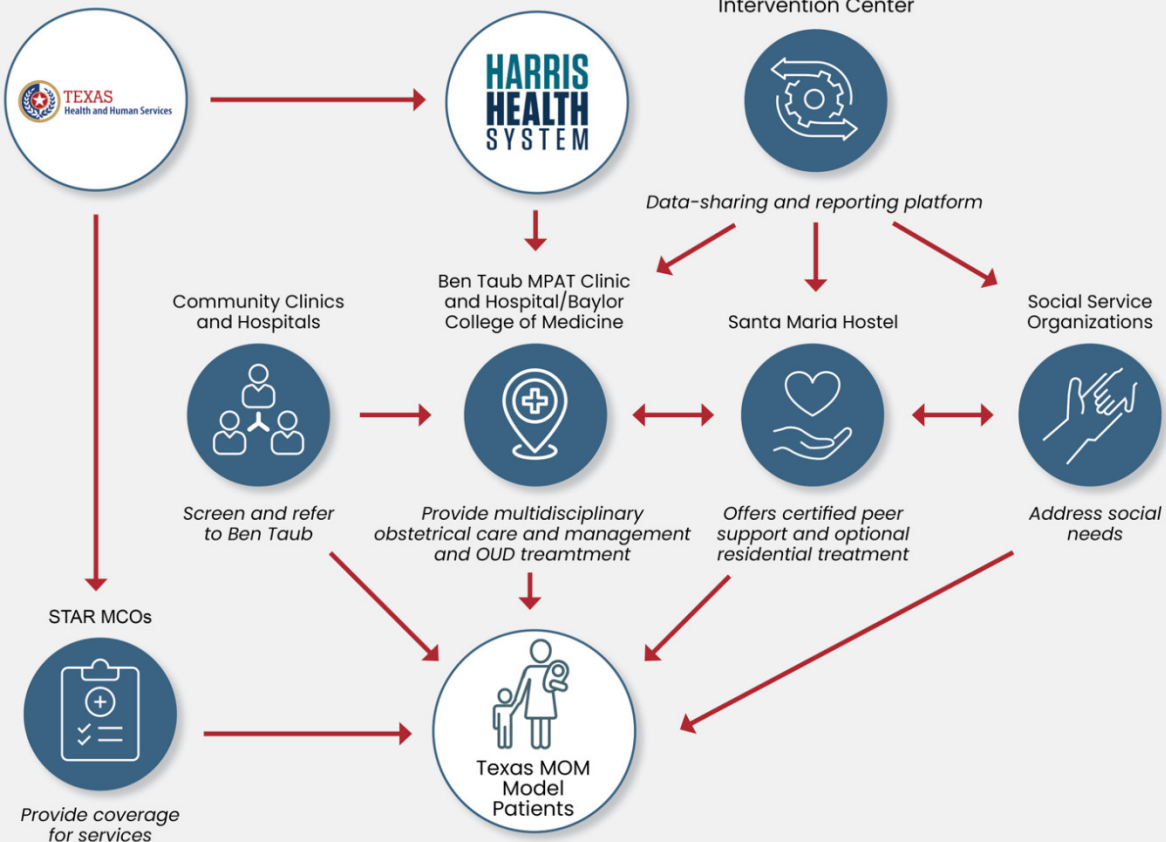 Intervention Center
TEXAS
Health and Human Services
HARRIS
HEALTH
SYSTEM
Data-sharing and reporting platform
Community Clinics
and Hospitals
Ben Taub MPAT Clinic
and Hospital/Baylor
College of Medicine
Santa Maria Hostel
Social Service
Organizations
Screen and refer
to Ben Taub
Provide multidisciplinary
obstetrical care and management
and OUD treamtment
Offers certified peer
support and optional
residential treatment
Address social
needs
STAR MCOs
Provide coverage
for services
Texas MOM
Model
Patients